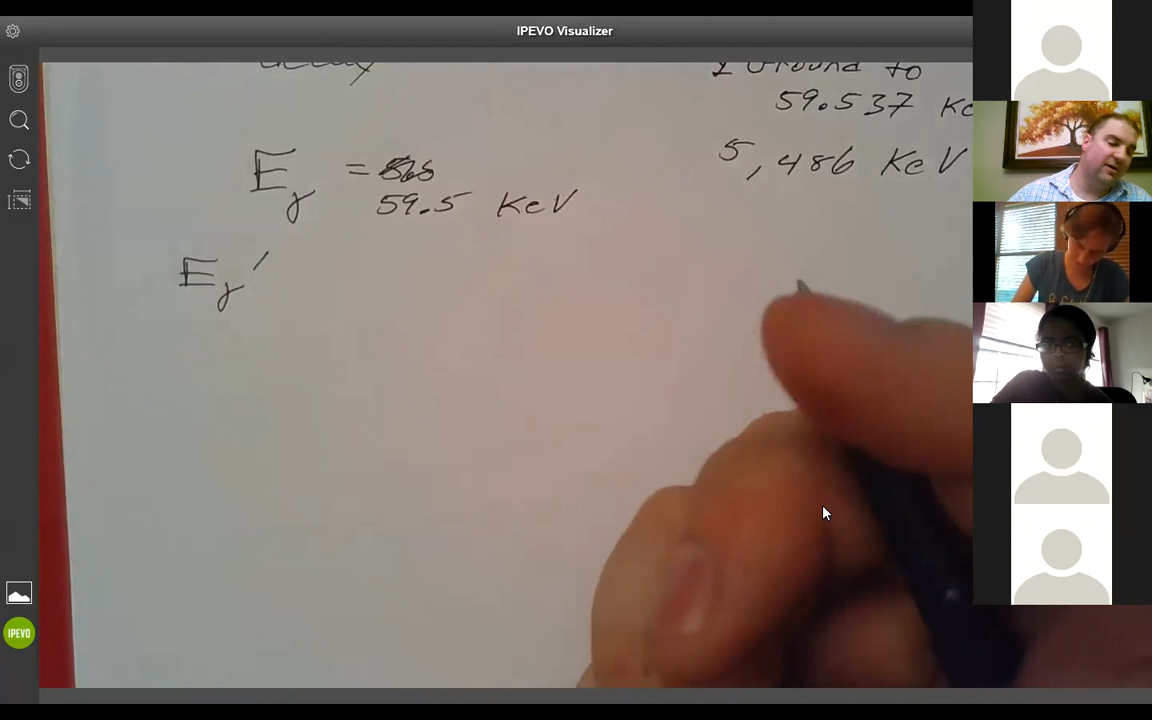 IPEVO Visualizer
Ground to
59.537 Ke
5,486 KeV
Eγ =
59.5 KeV
Eγ′
IPEVO